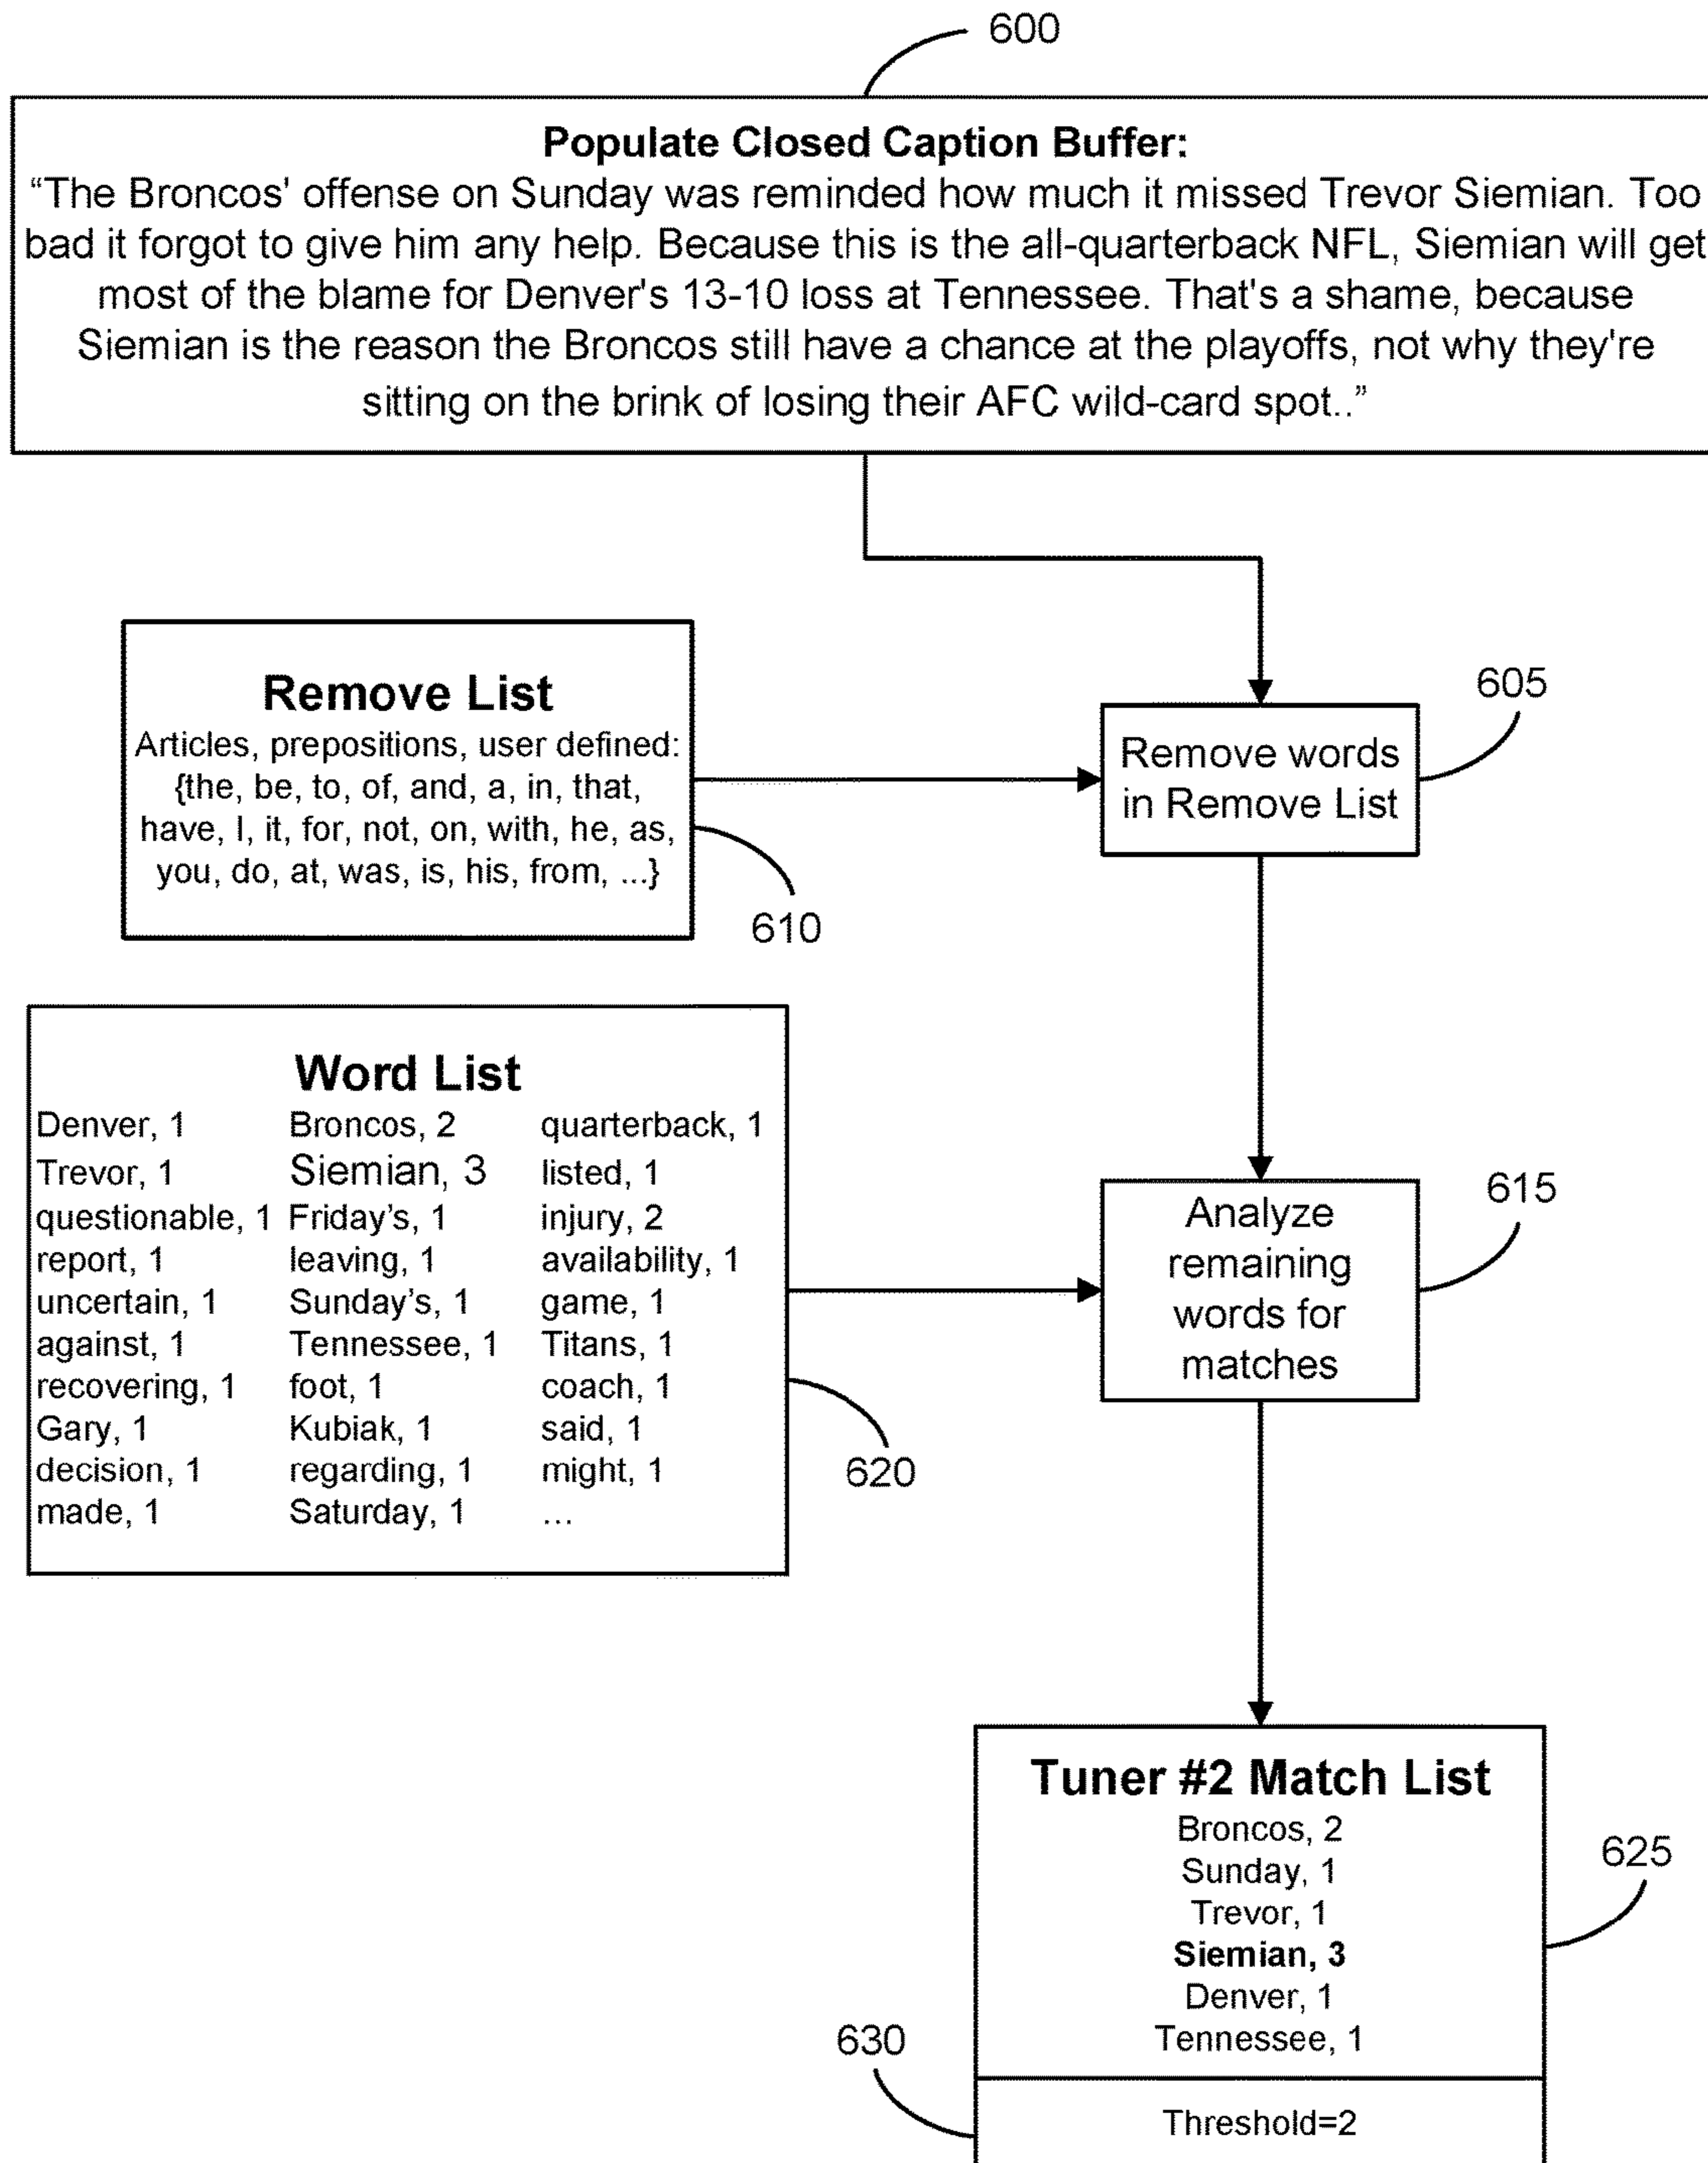 600
Populate Closed Caption Buffer:
“The Broncos' offense on Sunday was reminded how much it missed Trevor Siemian. Too
bad it forgot to give him any help. Because this is the all-quarterback NFL, Siemian will get
most of the blame for Denver's 13-10 loss at Tennessee. That's a shame, because
Siemian is the reason the Broncos still have a chance at the playoffs, not why they're
sitting on the brink of losing their AFC wild-card spot..”
Remove List
Articles, prepositions, user defined:
{the, be, to, of, and, a, in, that,
have, I, it, for, not, on, with, he, as,
you, do, at, was, is, his, from, ...}
610
605
Remove words
in Remove List
Word List
Denver, 1 Broncos, 2 quarterback, 1
Trevor, 1 Siemian, 3 listed, 1
questionable, 1 Friday’s, 1 injury, 2
report, 1 leaving, 1 availability, 1
uncertain, 1 Sunday’s, 1 game, 1
against, 1 Tennessee, 1 Titans, 1
recovering, 1 foot, 1 coach, 1
Gary, 1 Kubiak, 1 said, 1
decision, 1 regarding, 1 might, 1
made, 1 Saturday, 1 ...
620
615
Analyze
remaining
words for
matches
Tuner #2 Match List
Broncos, 2
Sunday, 1
Trevor, 1
Siemian, 3
Denver, 1
Tennessee, 1
625
630
Threshold=2